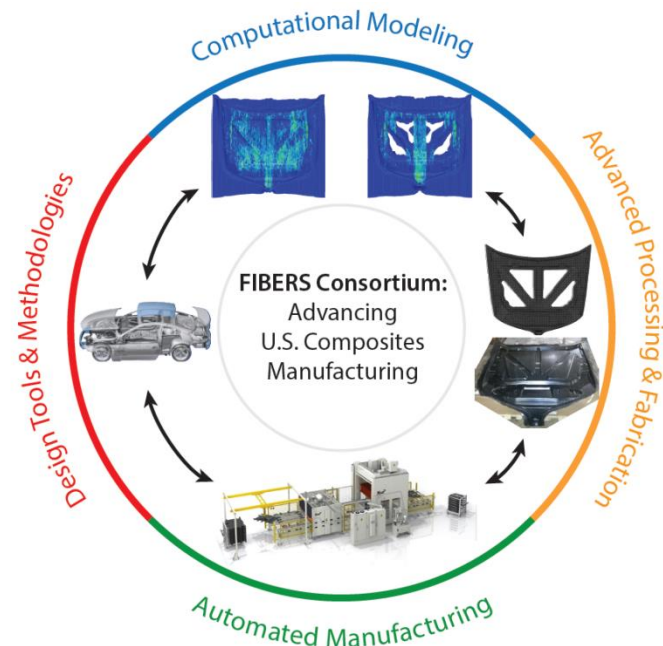 Computational Modeling
Advanced Processing & Fabrication
Design Tools & Methodologies
FIBERS Consortium:
Advancing
U.S. Composites
Manufacturing
Automated Manufacturing